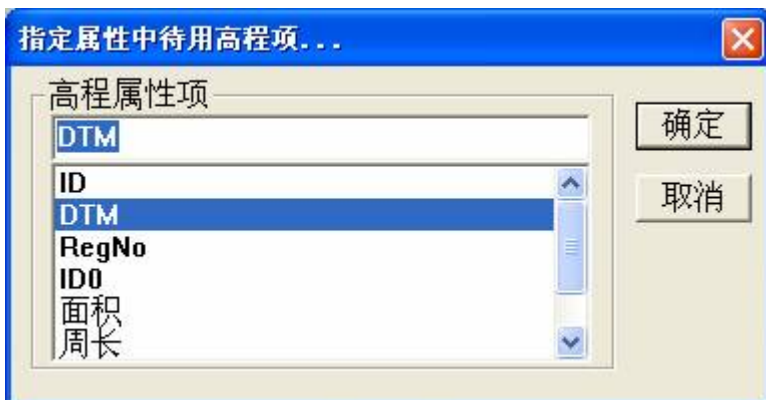 指定属性中待用高程项...
高程属性项
DTM
确定
ID
DTM
取消
RegNo
ID0
面积
周长